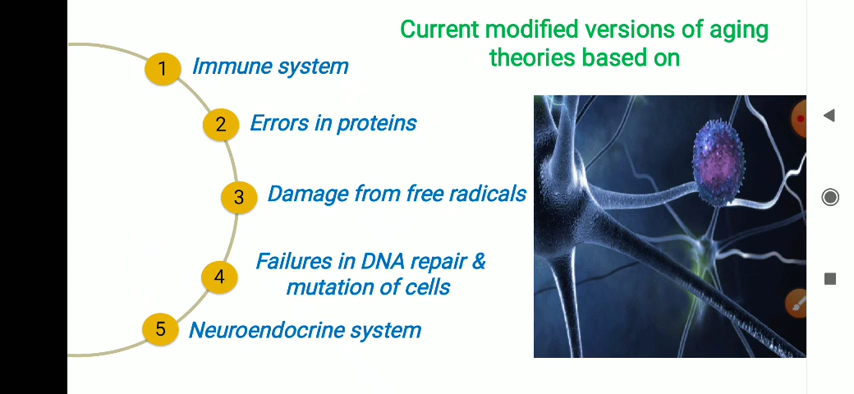 Current modified versions of aging
theories based on
1 Immune system
2 Errors in proteins
3 Damage from free radicals
4 Failures in DNA repair &
mutation of cells
5 Neuroendocrine system